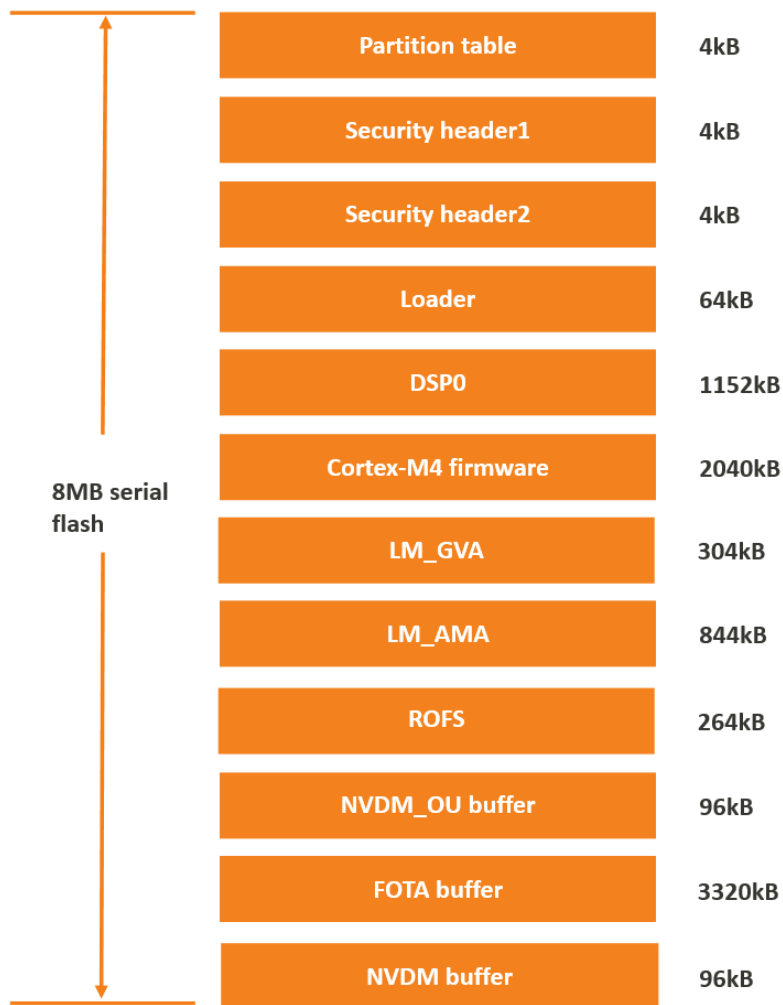 Partition table 4kB
Security header1 4kB
Security header2 4kB
Loader 64kB
DSP0 1152kB
Cortex-M4 firmware 2040kB
8MB serial
flash
LM_GVA 304kB
LM_AMA 844kB
ROFS 264kB
NVDM_OU buffer 96kB
FOTA buffer 3320kB
NVDM buffer 96kB